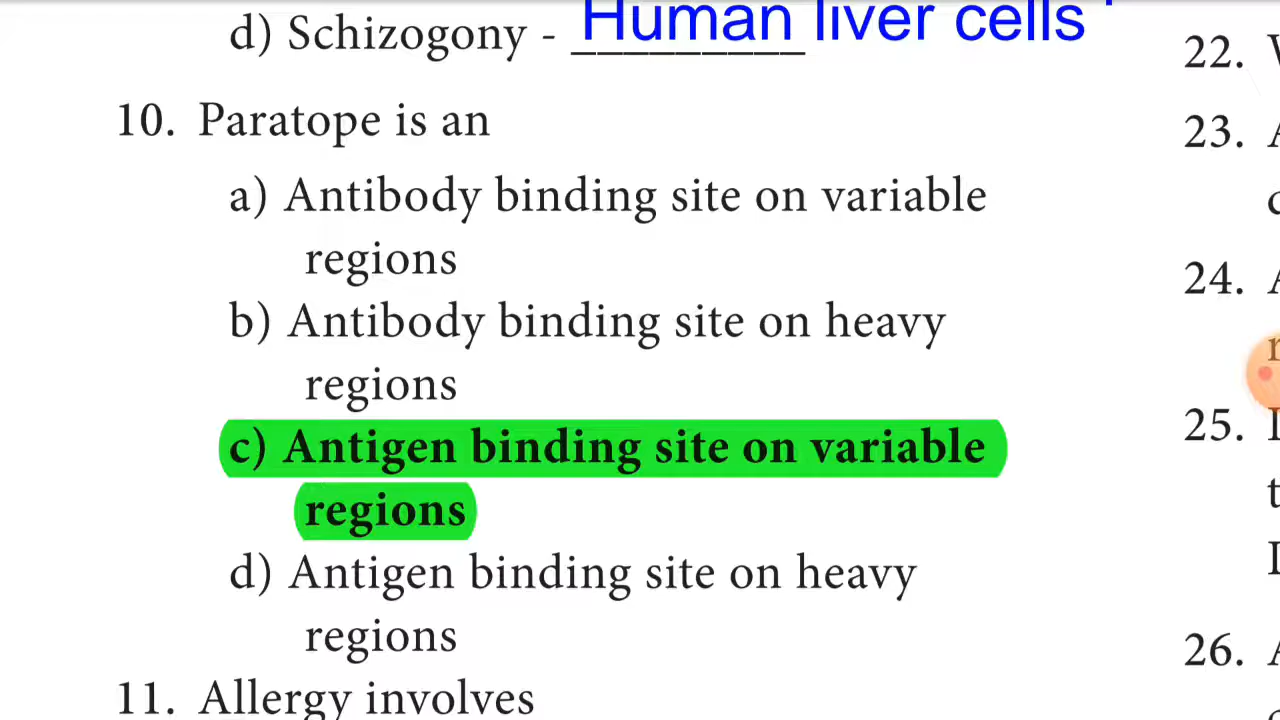 d) Schizogony - __________ Human liver cells
10. Paratope is an
a) Antibody binding site on variable
regions
b) Antibody binding site on heavy
regions
c) Antigen binding site on variable
regions
d) Antigen binding site on heavy
regions
11. Allergy involves
22.
23.
24.
25.
26.